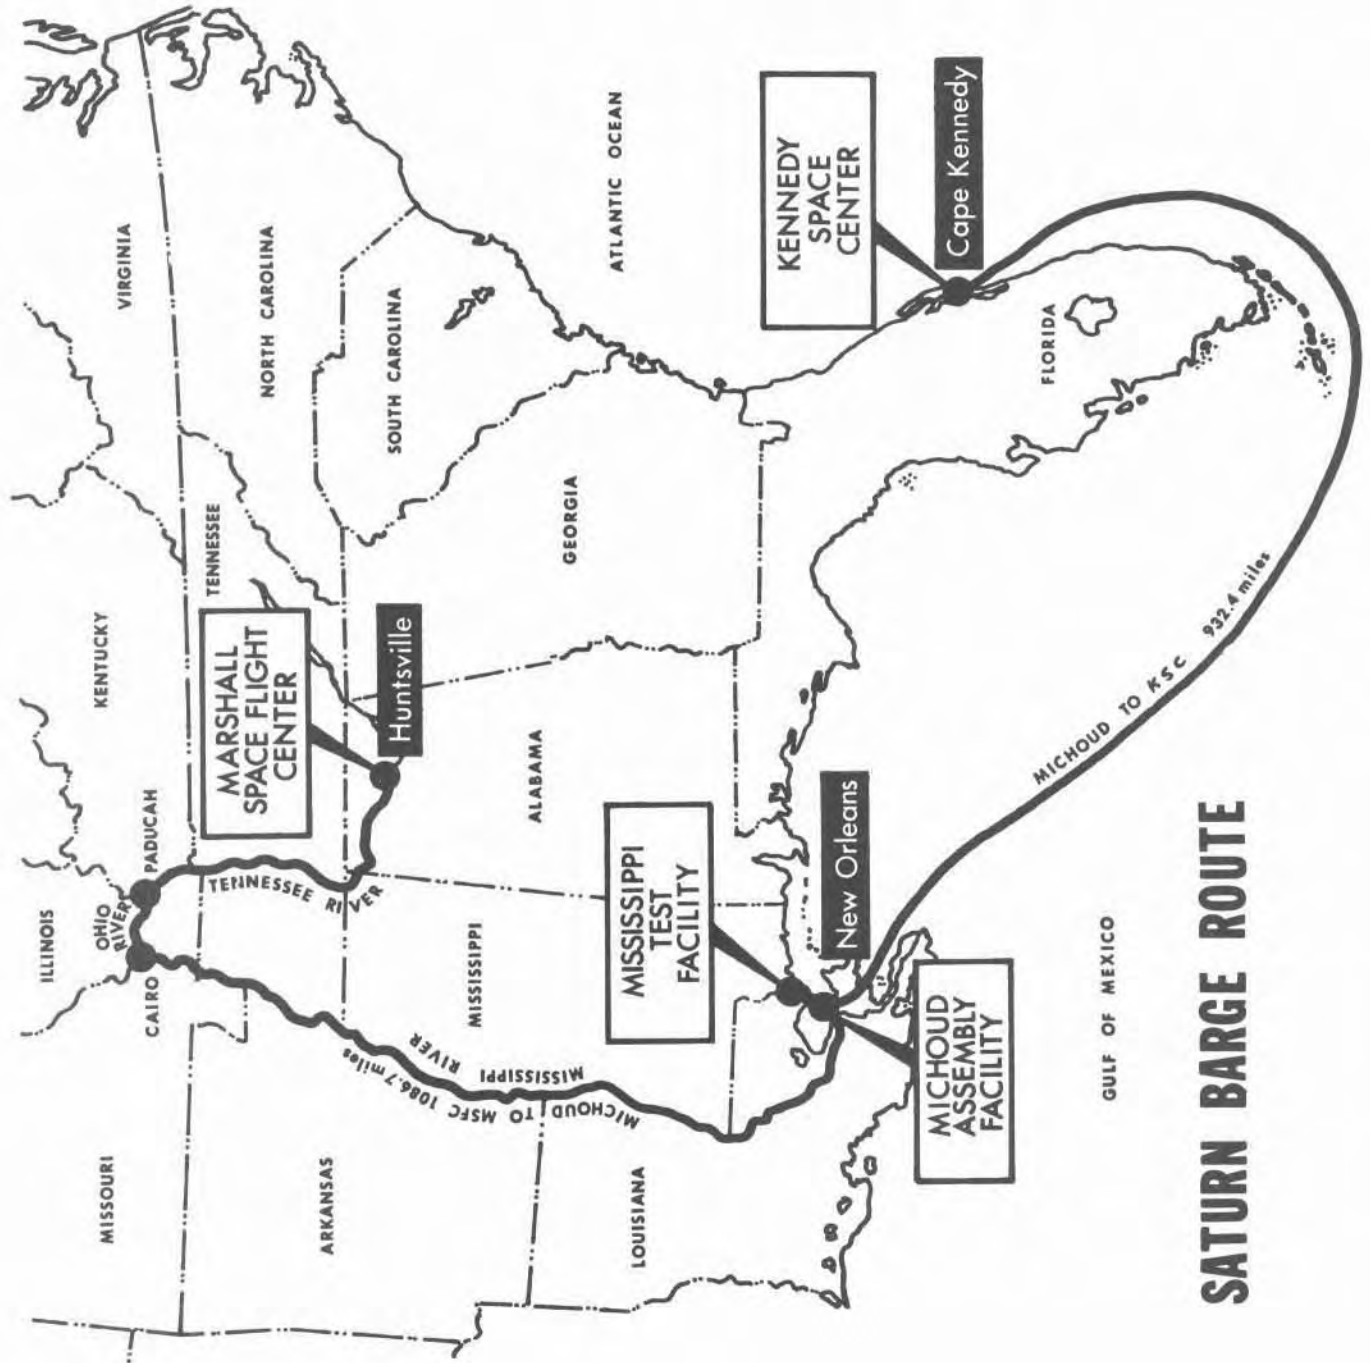 MISSOURI
ILLINOIS
OHIO
RIVER
CAIRO
PADUCAH
KENTUCKY
VIRGINIA
ARKANSAS
TENNESSEE RIVER
MARSHALL
SPACE FLIGHT
CENTER
Huntsville
TENNESSEE
NORTH CAROLINA
SOUTH CAROLINA
MICHOUD TO MSFC 1086.7 miles
MISSISSIPPI
RIVER
MISSISSIPPI
ALABAMA
GEORGIA
ATLANTIC OCEAN
LOUISIANA
MISSISSIPPI
TEST
FACILITY
New Orleans
MICHOUD
ASSEMBLY
FACILITY
KENNEDY
SPACE
CENTER
Cape Kennedy
FLORIDA
GULF OF MEXICO
MICHOUD TO KSC 932.4 miles
SATURN BARGE ROUTE